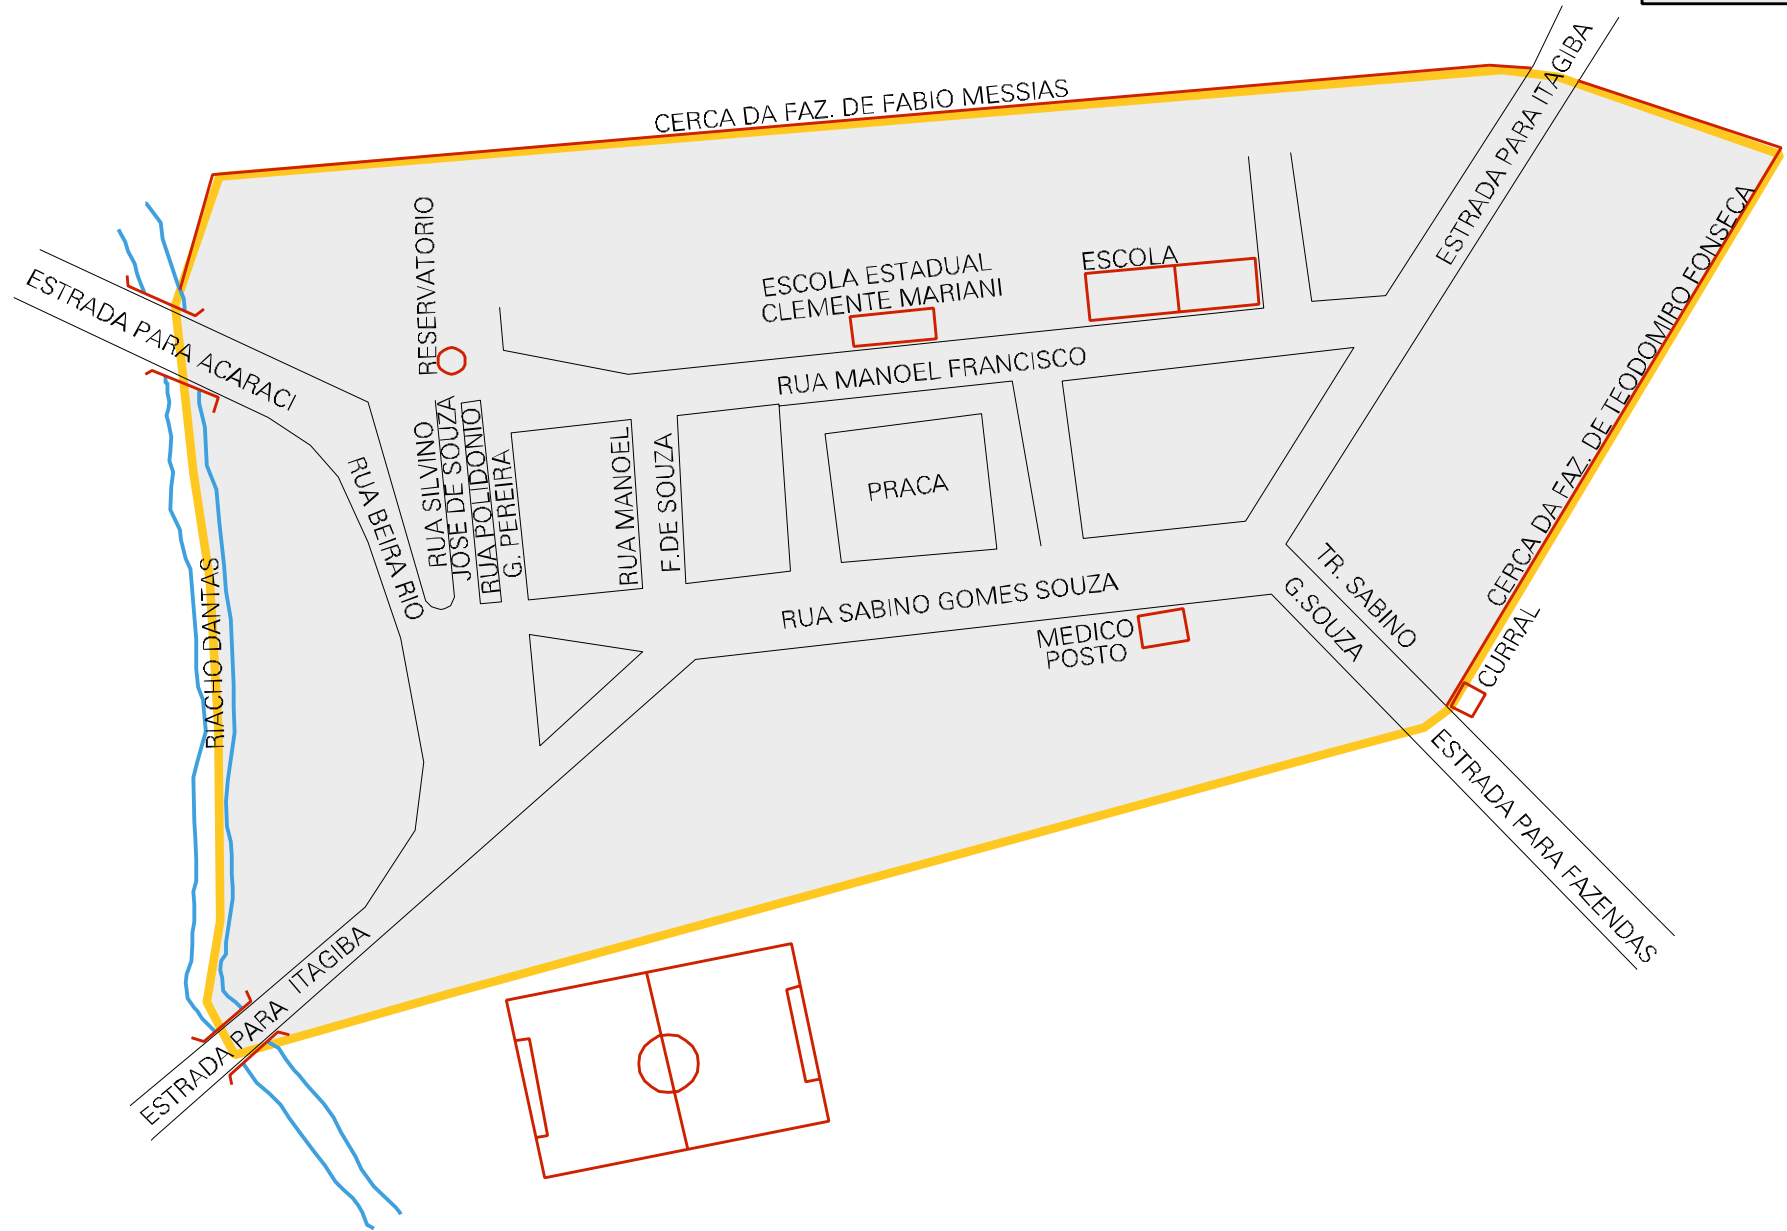 CERCA DA FAZ. DE FABIO MESSIAS
ESTRADA PARA ITAGIBA
RESERVATORIO
ESCOLA ESTADUAL
CLEMENTE MARIANI
ESCOLA
ESTRADA PARA ACARACI
RUA MANOEL FRANCISCO
CERCA DA FAZ. DE TEODOMIRO FONSECA
RUA BEIRA RIO
RUA SILVINO
JOSE DE SOUZA
RUA POLIDONIO
G. PEREIRA
RUA MANOEL
F.DE SOUZA
PRACA
RIACHO DANTAS
RUA SABINO GOMES SOUZA
TR. SABINO
G.SOUZA
MEDICO
POSTO
CURRAL
ESTRADA PARA FAZENDAS
ESTRADA PARA ITAGIBA